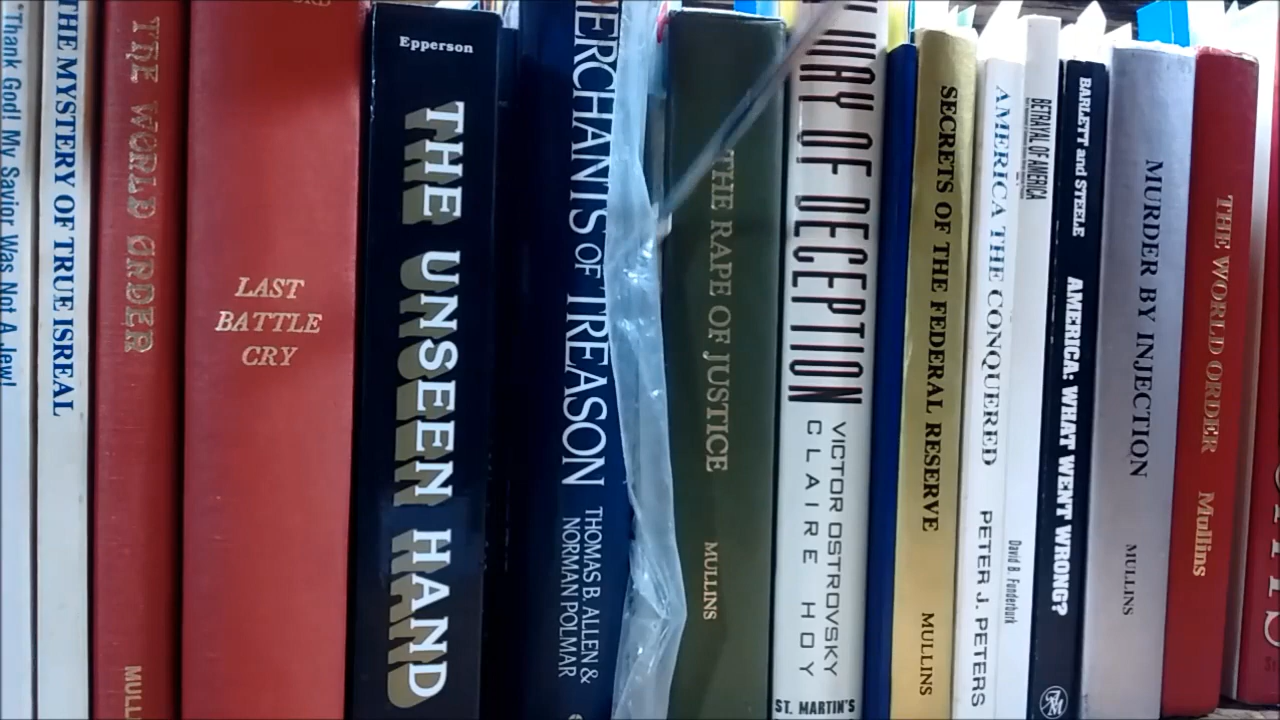 "Thank God! My Savior Was Not A Jew!
THE MYSTERY OF TRUE ISREAL
THE WORLD ORDER
MULL
LAST
BATTLE
CRY
Epperson
THE UNSEEN HAND
ERCHANTS OF TREASON
THOMAS B. ALLEN &
NORMAN POLMAR
THE RAPE OF JUSTICE
MULLINS
WAY OF DECEPTION
VICTOR OSTROVSKY
CLAIRE HOY
ST. MARTIN'S
SECRETS OF THE FEDERAL RESERVE
MULLINS
AMERICA THE CONQUERED
PETER J. PETERS
BETRAYAL OF AMERICA
David B. Funderburk
BARLETT and STEELE
AMERICA: WHAT WENT WRONG?
MURDER BY INJECTION
MULLINS
THE WORLD ORDER
Mullins